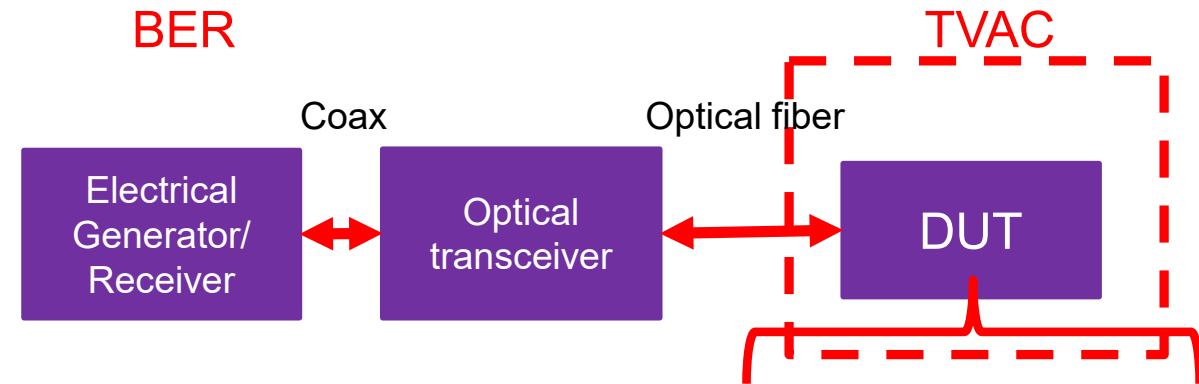 BER
TVAC
Coax
Optical fiber
Electrical
Generator/
Receiver
Optical
transceiver
DUT